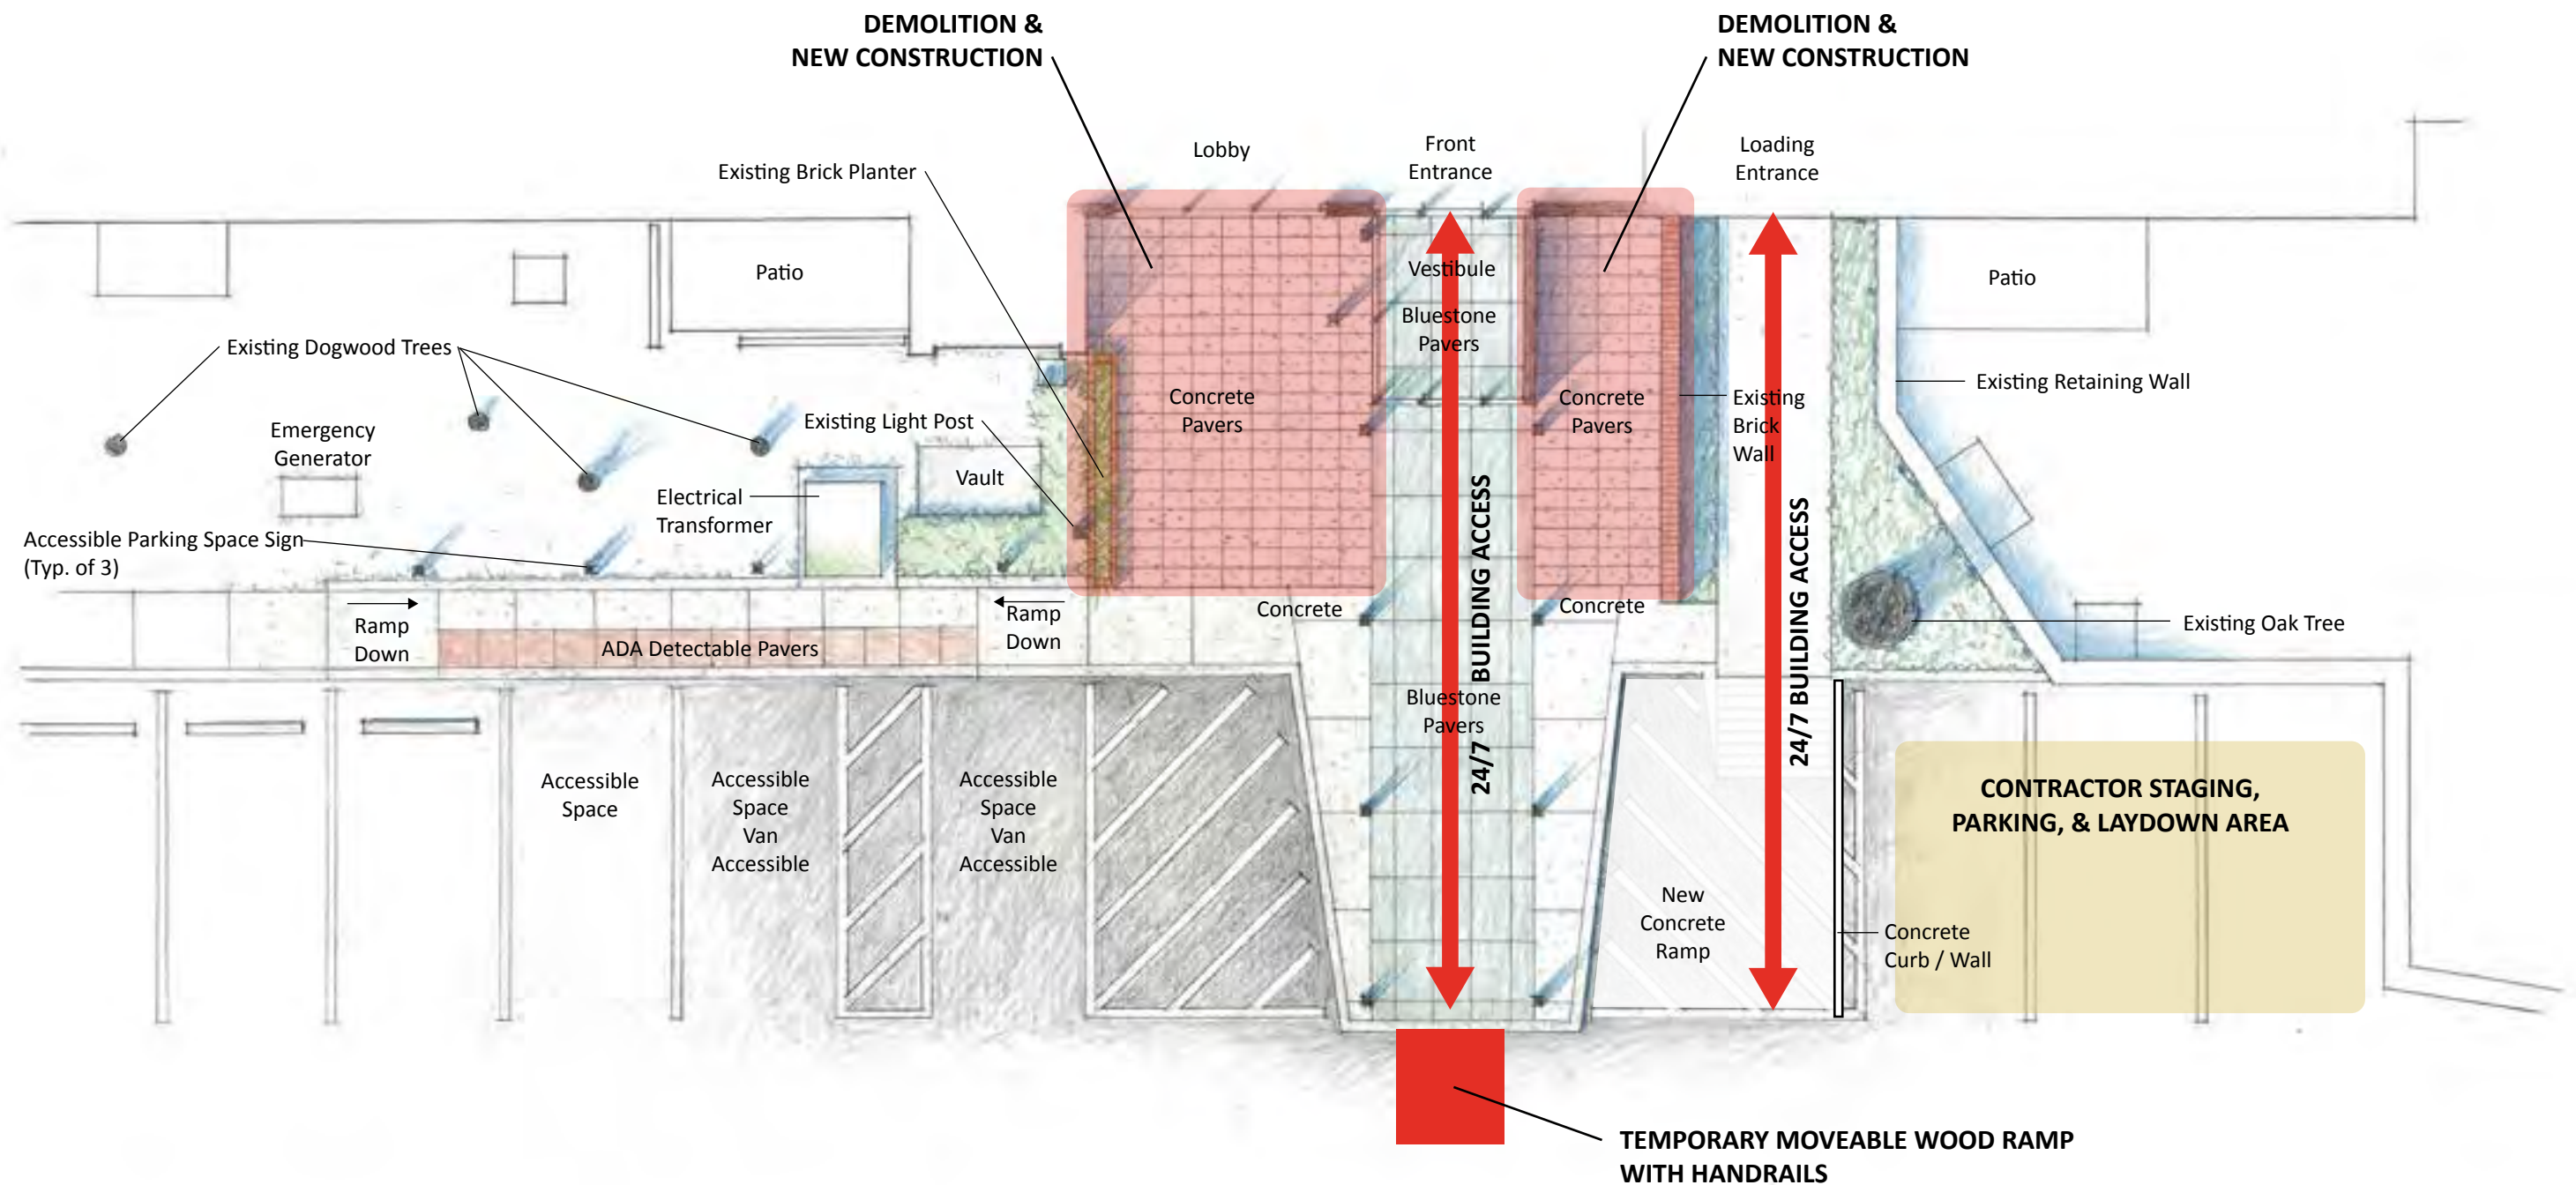 DEMOLITION &
NEW CONSTRUCTION
DEMOLITION &
NEW CONSTRUCTION
Lobby
Front
Entrance
Loading
Entrance
Existing Brick Planter
Patio
Vestibule
Bluestone
Pavers
Patio
Existing Dogwood Trees
Existing Retaining Wall
Concrete
Pavers
Concrete
Pavers
Existing
Brick
Wall
Existing Light Post
Emergency
Generator
Vault
Electrical
Transformer
Accessible Parking Space Sign
(Typ. of 3)
24/7 BUILDING ACCESS
24/7 BUILDING ACCESS
Ramp
Down
Ramp
Down
Concrete
Concrete
Existing Oak Tree
ADA Detectable Pavers
Bluestone
Pavers
Accessible
Space
Accessible
Space
Van
Accessible
Accessible
Space
Van
Accessible
CONTRACTOR STAGING,
PARKING, & LAYDOWN AREA
New
Concrete
Ramp
Concrete
Curb / Wall
TEMPORARY MOVEABLE WOOD RAMP
WITH HANDRAILS